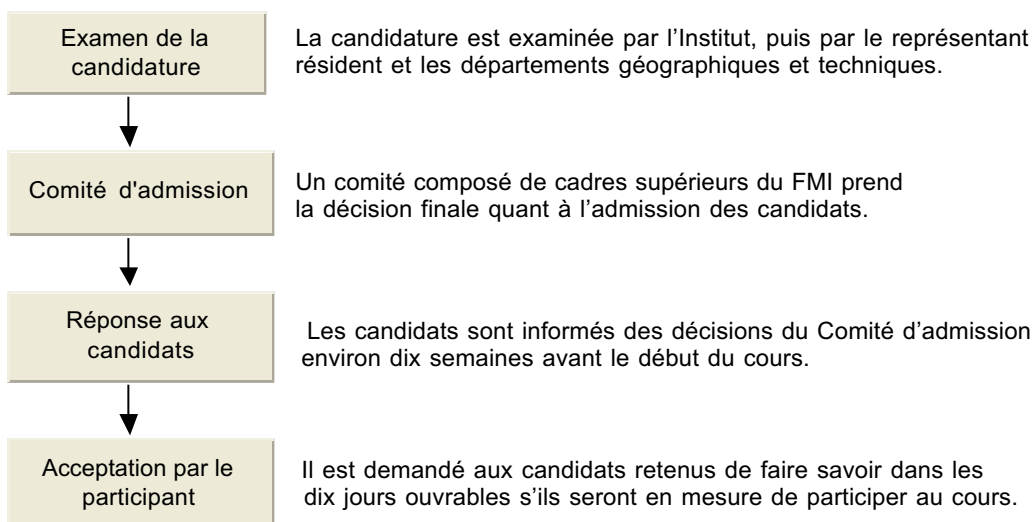 Examen de la
candidature
La candidature est examinée par l’Institut, puis par le représentant
résident et les départements géographiques et techniques.
Comité d'admission
Un comité composé de cadres supérieurs du FMI prend
la décision finale quant à l’admission des candidats.
Réponse aux
candidats
Les candidats sont informés des décisions du Comité d’admission
environ dix semaines avant le début du cours.
Acceptation par le
participant
Il est demandé aux candidats retenus de faire savoir dans les
dix jours ouvrables s’ils seront en mesure de participer au cours.